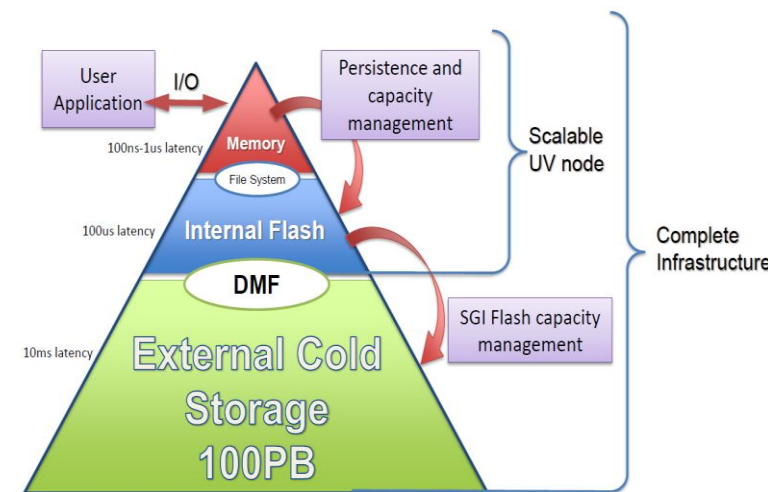 User
Application
I/O
Persistence and
capacity
management
100ns-1us latency
Memory
File System
Scalable
UV node
100us latency
Internal Flash
DMF
Complete
Infrastructure
SGI Flash capacity
management
10ms latency
External Cold
Storage
100PB